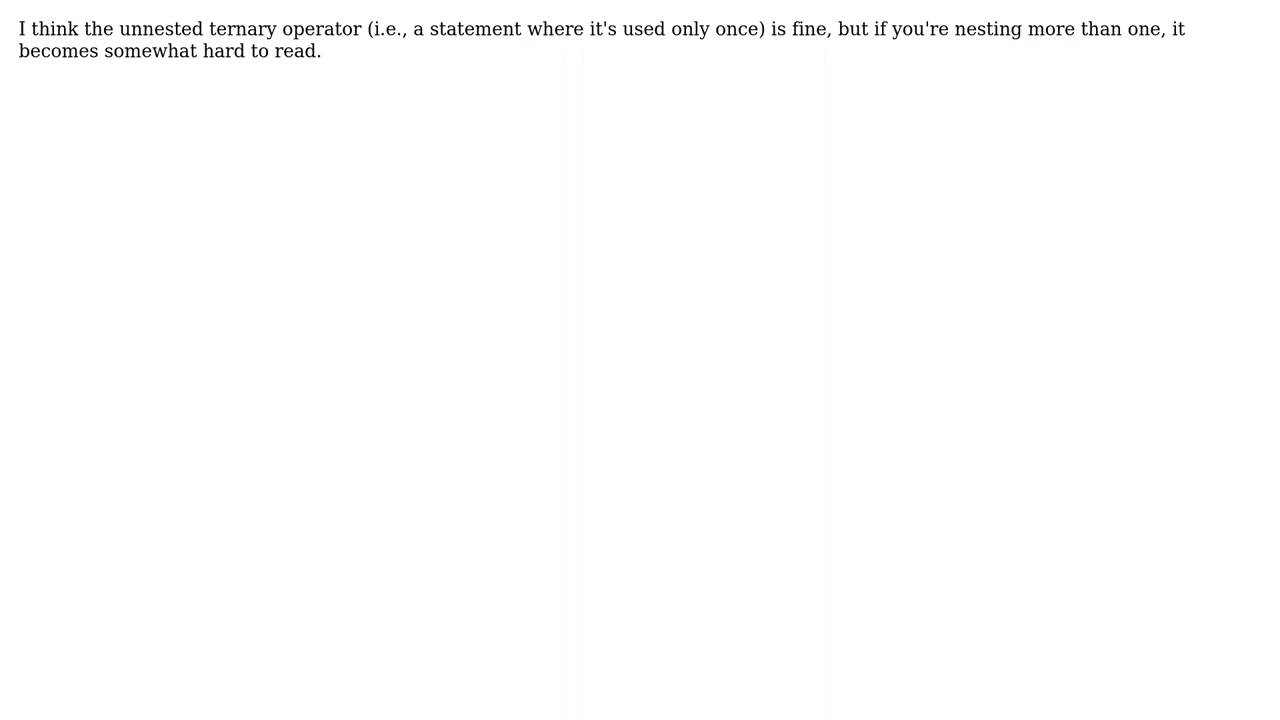 I think the unnested ternary operator (i.e., a statement where it's used only once) is fine, but if you're nesting more than one, it
becomes somewhat hard to read.